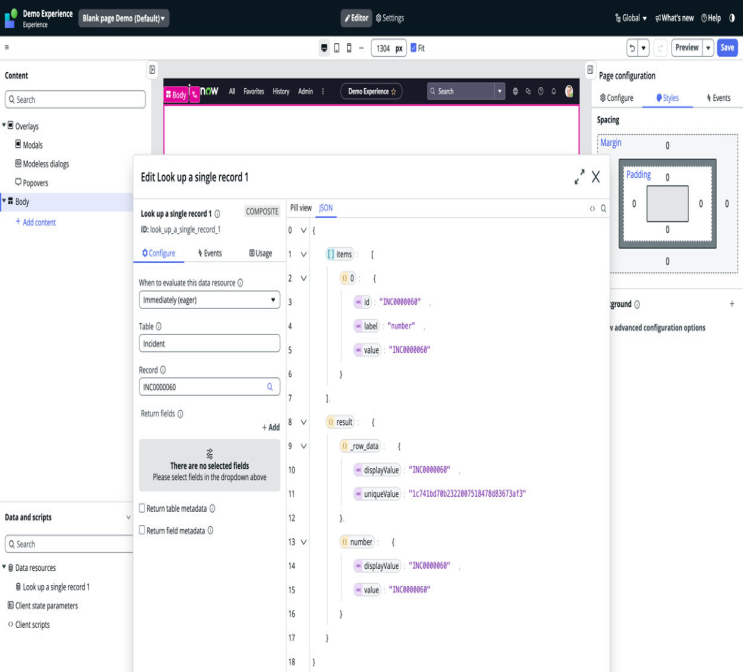 Demo Experience
Experience
Blank page Demo (Default)▾
Editor
Settings
Global ▾
What's new
Help
Preview
Save
1304 px
Fit
Content
Search
Overlays
Modals
Modeless dialogs
Popovers
Body
+ Add content
Data and scripts
Search
Data resources
Look up a single record 1
Client state parameters
Client scripts
Body
now
All
Favorites
History
Admin
Demo Experience
Search
Page configuration
Configure
Styles
Events
Spacing
Margin
0
Padding
0
0
0
0
0
0
0
+
w advanced configuration options
Edit Look up a single record 1
Look up a single record 1
COMPOSITE
ID: look_up_a_single_record_1
Configure
Events
Usage
When to evaluate this data resource
Immediately (eager)
Table
Incident
Record
INC0000060
Return fields
+ Add
There are no selected fields
Please select fields in the dropdown above
Return table metadata
Return field metadata
Pill view
JSON
0 {
1 [] items : [
2 {} 0 : {
3 id : "INC0000060" ,
4 label : "number" ,
5 value : "INC0000060"
6 }
7 ],
8 {} result : {
9 {} _row_data : {
10 displayValue : "INC0000060" ,
11 uniqueValue : "1c741bd70b2322007518478d83673af3"
12 },
13 {} number : {
14 displayValue : "INC0000060" ,
15 value : "INC0000060"
16 }
17 }
18 }